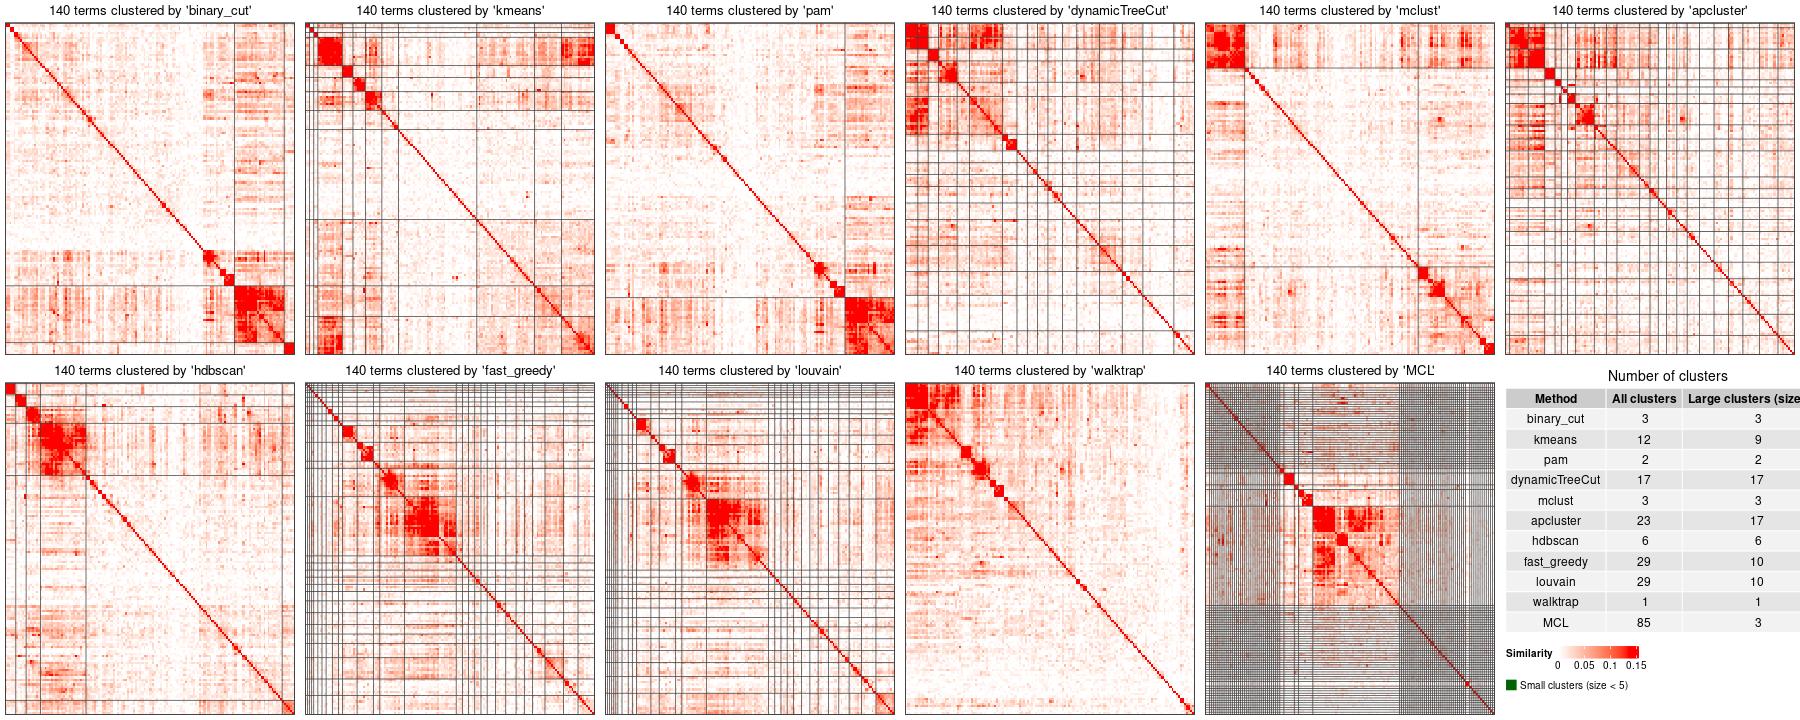 140 terms clustered by 'binary_cut'
140 terms clustered by 'kmeans'
140 terms clustered by 'pam'
140 terms clustered by 'dynamicTreeCut'
140 terms clustered by 'mclust'
140 terms clustered by 'apcluster'
140 terms clustered by 'hdbscan'
140 terms clustered by 'fast_greedy'
140 terms clustered by 'louvain'
140 terms clustered by 'walktrap'
140 terms clustered by 'MCL'
Number of clusters
Method All clusters Large clusters (size
binary_cut 3 3
kmeans 12 9
pam 2 2
dynamicTreeCut 17 17
mclust 3 3
apcluster 23 17
hdbscan 6 6
fast_greedy 29 10
louvain 29 10
walktrap 1 1
MCL 85 3
Similarity
0 0.05 0.1 0.15
Small clusters (size < 5)